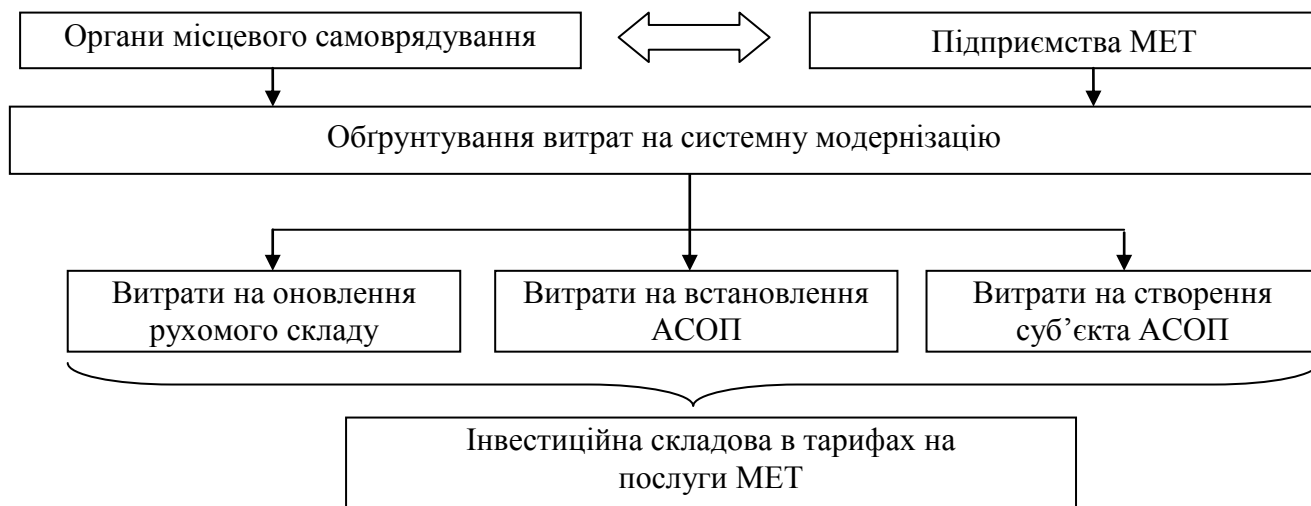 Органи місцевого самоврядування
Підприємства МЕТ
Обґрунтування витрат на системну модернізацію
Витрати на оновлення
рухомого складу
Витрати на встановлення
АСОП
Витрати на створення
суб’єкта АСОП
Інвестиційна складова в тарифах на
послуги МЕТ